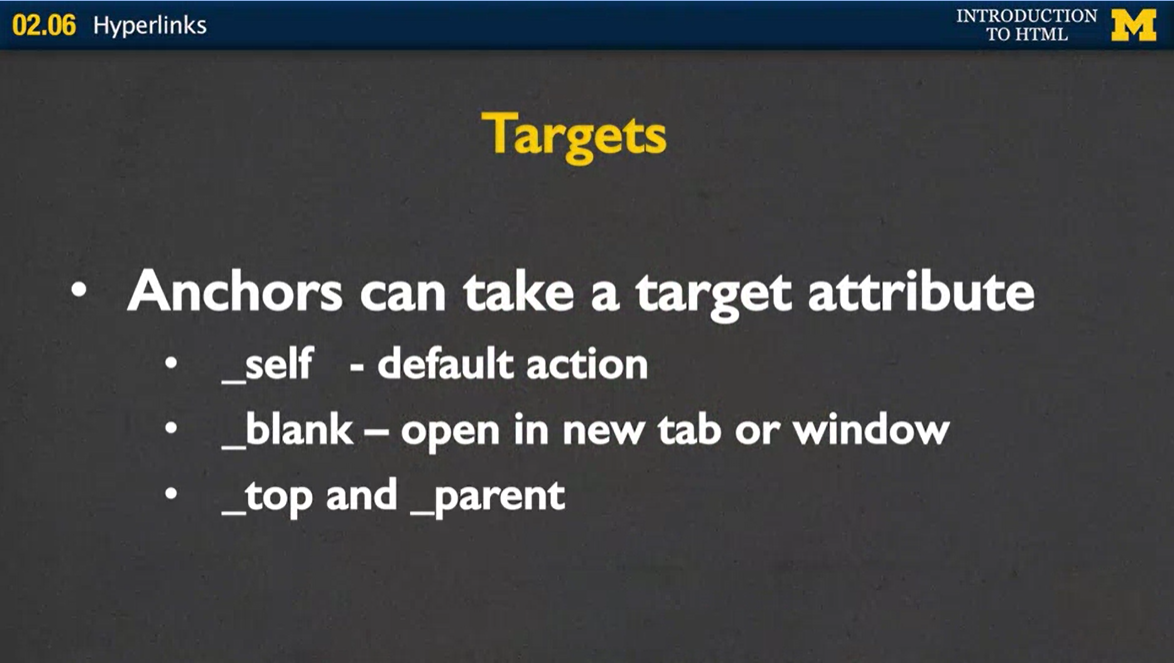 02.06 Hyperlinks
INTRODUCTION
TO HTML
M
Targets
• Anchors can take a target attribute
• _self - default action
• _blank – open in new tab or window
• _top and _parent